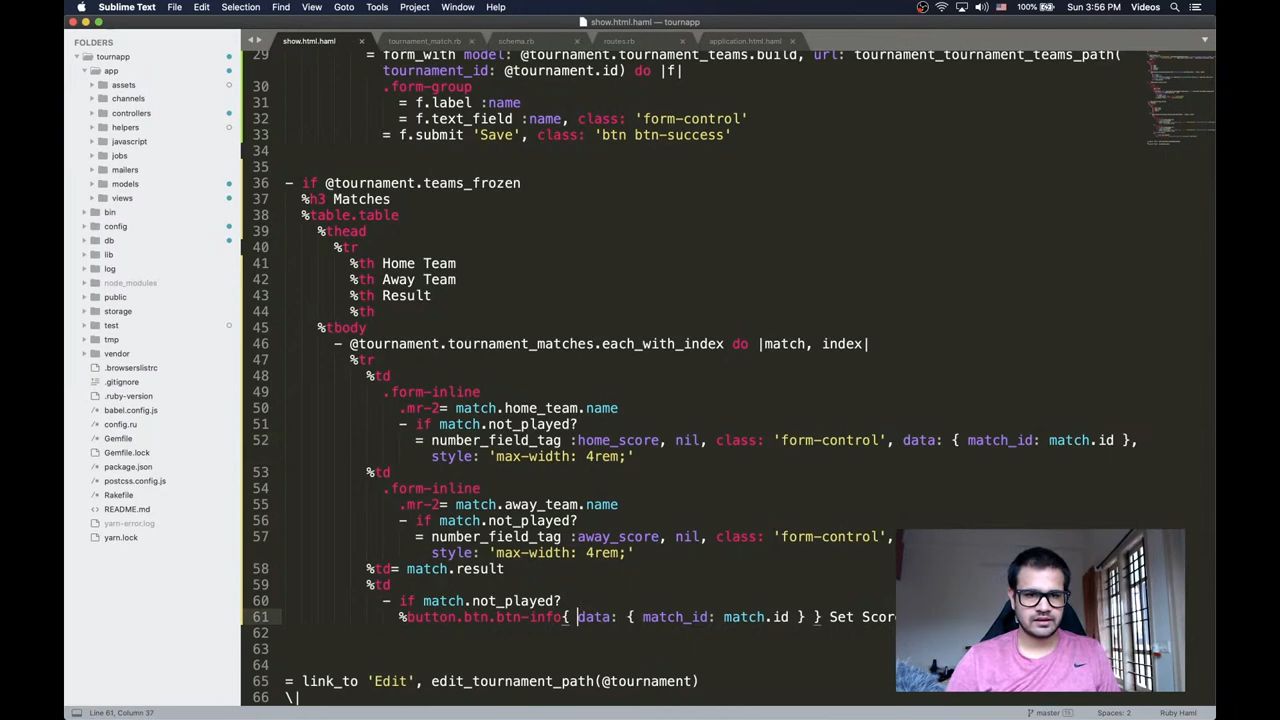 Sublime Text File Edit Selection Find View Goto Tools Project Window Help 100% Sun 3:56 PM Videos
show.html.haml — tournapp
FOLDERS
tournapp
app
assets
channels
controllers
helpers
javascript
jobs
mailers
models
views
bin
config
db
lib
log
node_modules
public
storage
test
tmp
vendor
.browserslistrc
.gitignore
.ruby-version
babel.config.js
config.ru
Gemfile
Gemfile.lock
package.json
postcss.config.js
Rakefile
README.md
yarn-error.log
yarn.lock
show.html.haml tournament_match.rb schema.rb routes.rb application.html.haml
29 = form_with model: @tournament.tournament_teams.build, url: tournament_tournament_teams_path(
tournament_id: @tournament.id) do |f|
30 .form-group
31 = f.label :name
32 = f.text_field :name, class: 'form-control'
33 = f.submit 'Save', class: 'btn btn-success'
34
35
36 - if @tournament.teams_frozen
37 %h3 Matches
38 %table.table
39 %thead
40 %tr
41 %th Home Team
42 %th Away Team
43 %th Result
44 %th
45 %tbody
46 - @tournament.tournament_matches.each_with_index do |match, index|
47 %tr
48 %td
49 .form-inline
50 .mr-2= match.home_team.name
51 - if match.not_played?
52 = number_field_tag :home_score, nil, class: 'form-control', data: { match_id: match.id },
style: 'max-width: 4rem;'
53 %td
54 .form-inline
55 .mr-2= match.away_team.name
56 - if match.not_played?
57 = number_field_tag :away_score, nil, class: 'form-control',
style: 'max-width: 4rem;'
58 %td= match.result
59 %td
60 - if match.not_played?
61 %button.btn.btn-info{ data: { match_id: match.id } } Set Scor
62
63
64
65 = link_to 'Edit', edit_tournament_path(@tournament)
66 \|
Line 61, Column 37 master Spaces: 2 Ruby Haml